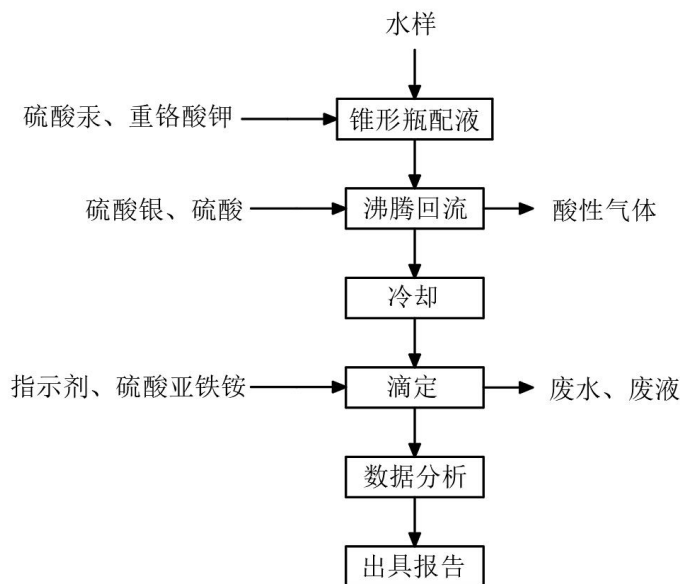 水样
硫酸汞、重铬酸钾
锥形瓶配液
硫酸银、硫酸
沸腾回流
酸性气体
冷却
指示剂、硫酸亚铁铵
滴定
废水、废液
数据分析
出具报告